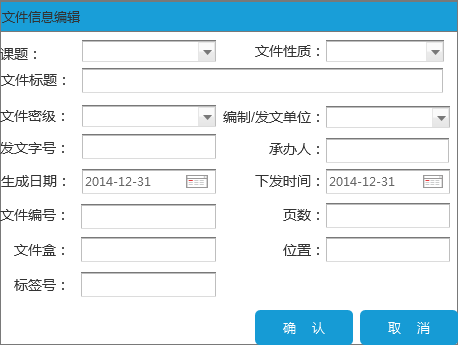 文件信息编辑
课题： 文件性质：
文件标题：
文件密级： 编制/发文单位：
发文字号： 承办人：
生成日期： 2014-12-31 下发时间： 2014-12-31
文件编号： 页数：
文件盒： 位置：
标签号：
确 认 取 消